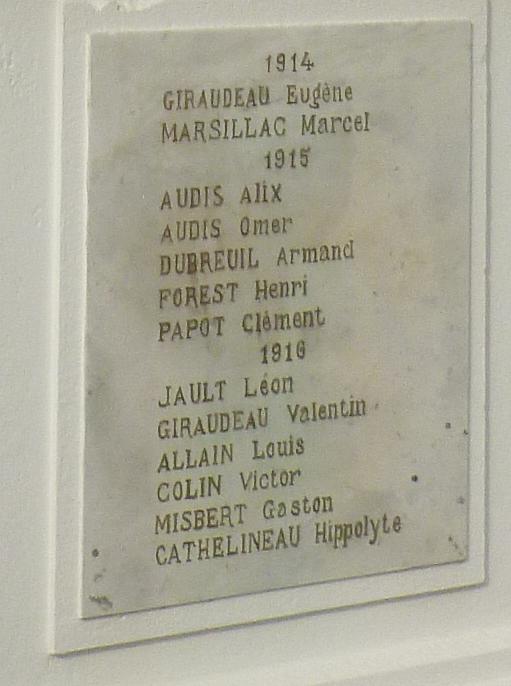 1914
GIRAUDEAU Eugène
MARSILLAC Marcel
1915
AUDIS Alix
AUDIS Omer
DUBREUIL Armand
FOREST Henri
PAPOT Clément
1916
JAULT Léon
GIRAUDEAU Valentin
ALLAIN Louis
COLIN Victor
MISBERT Gaston
CATHELINEAU Hippolyte